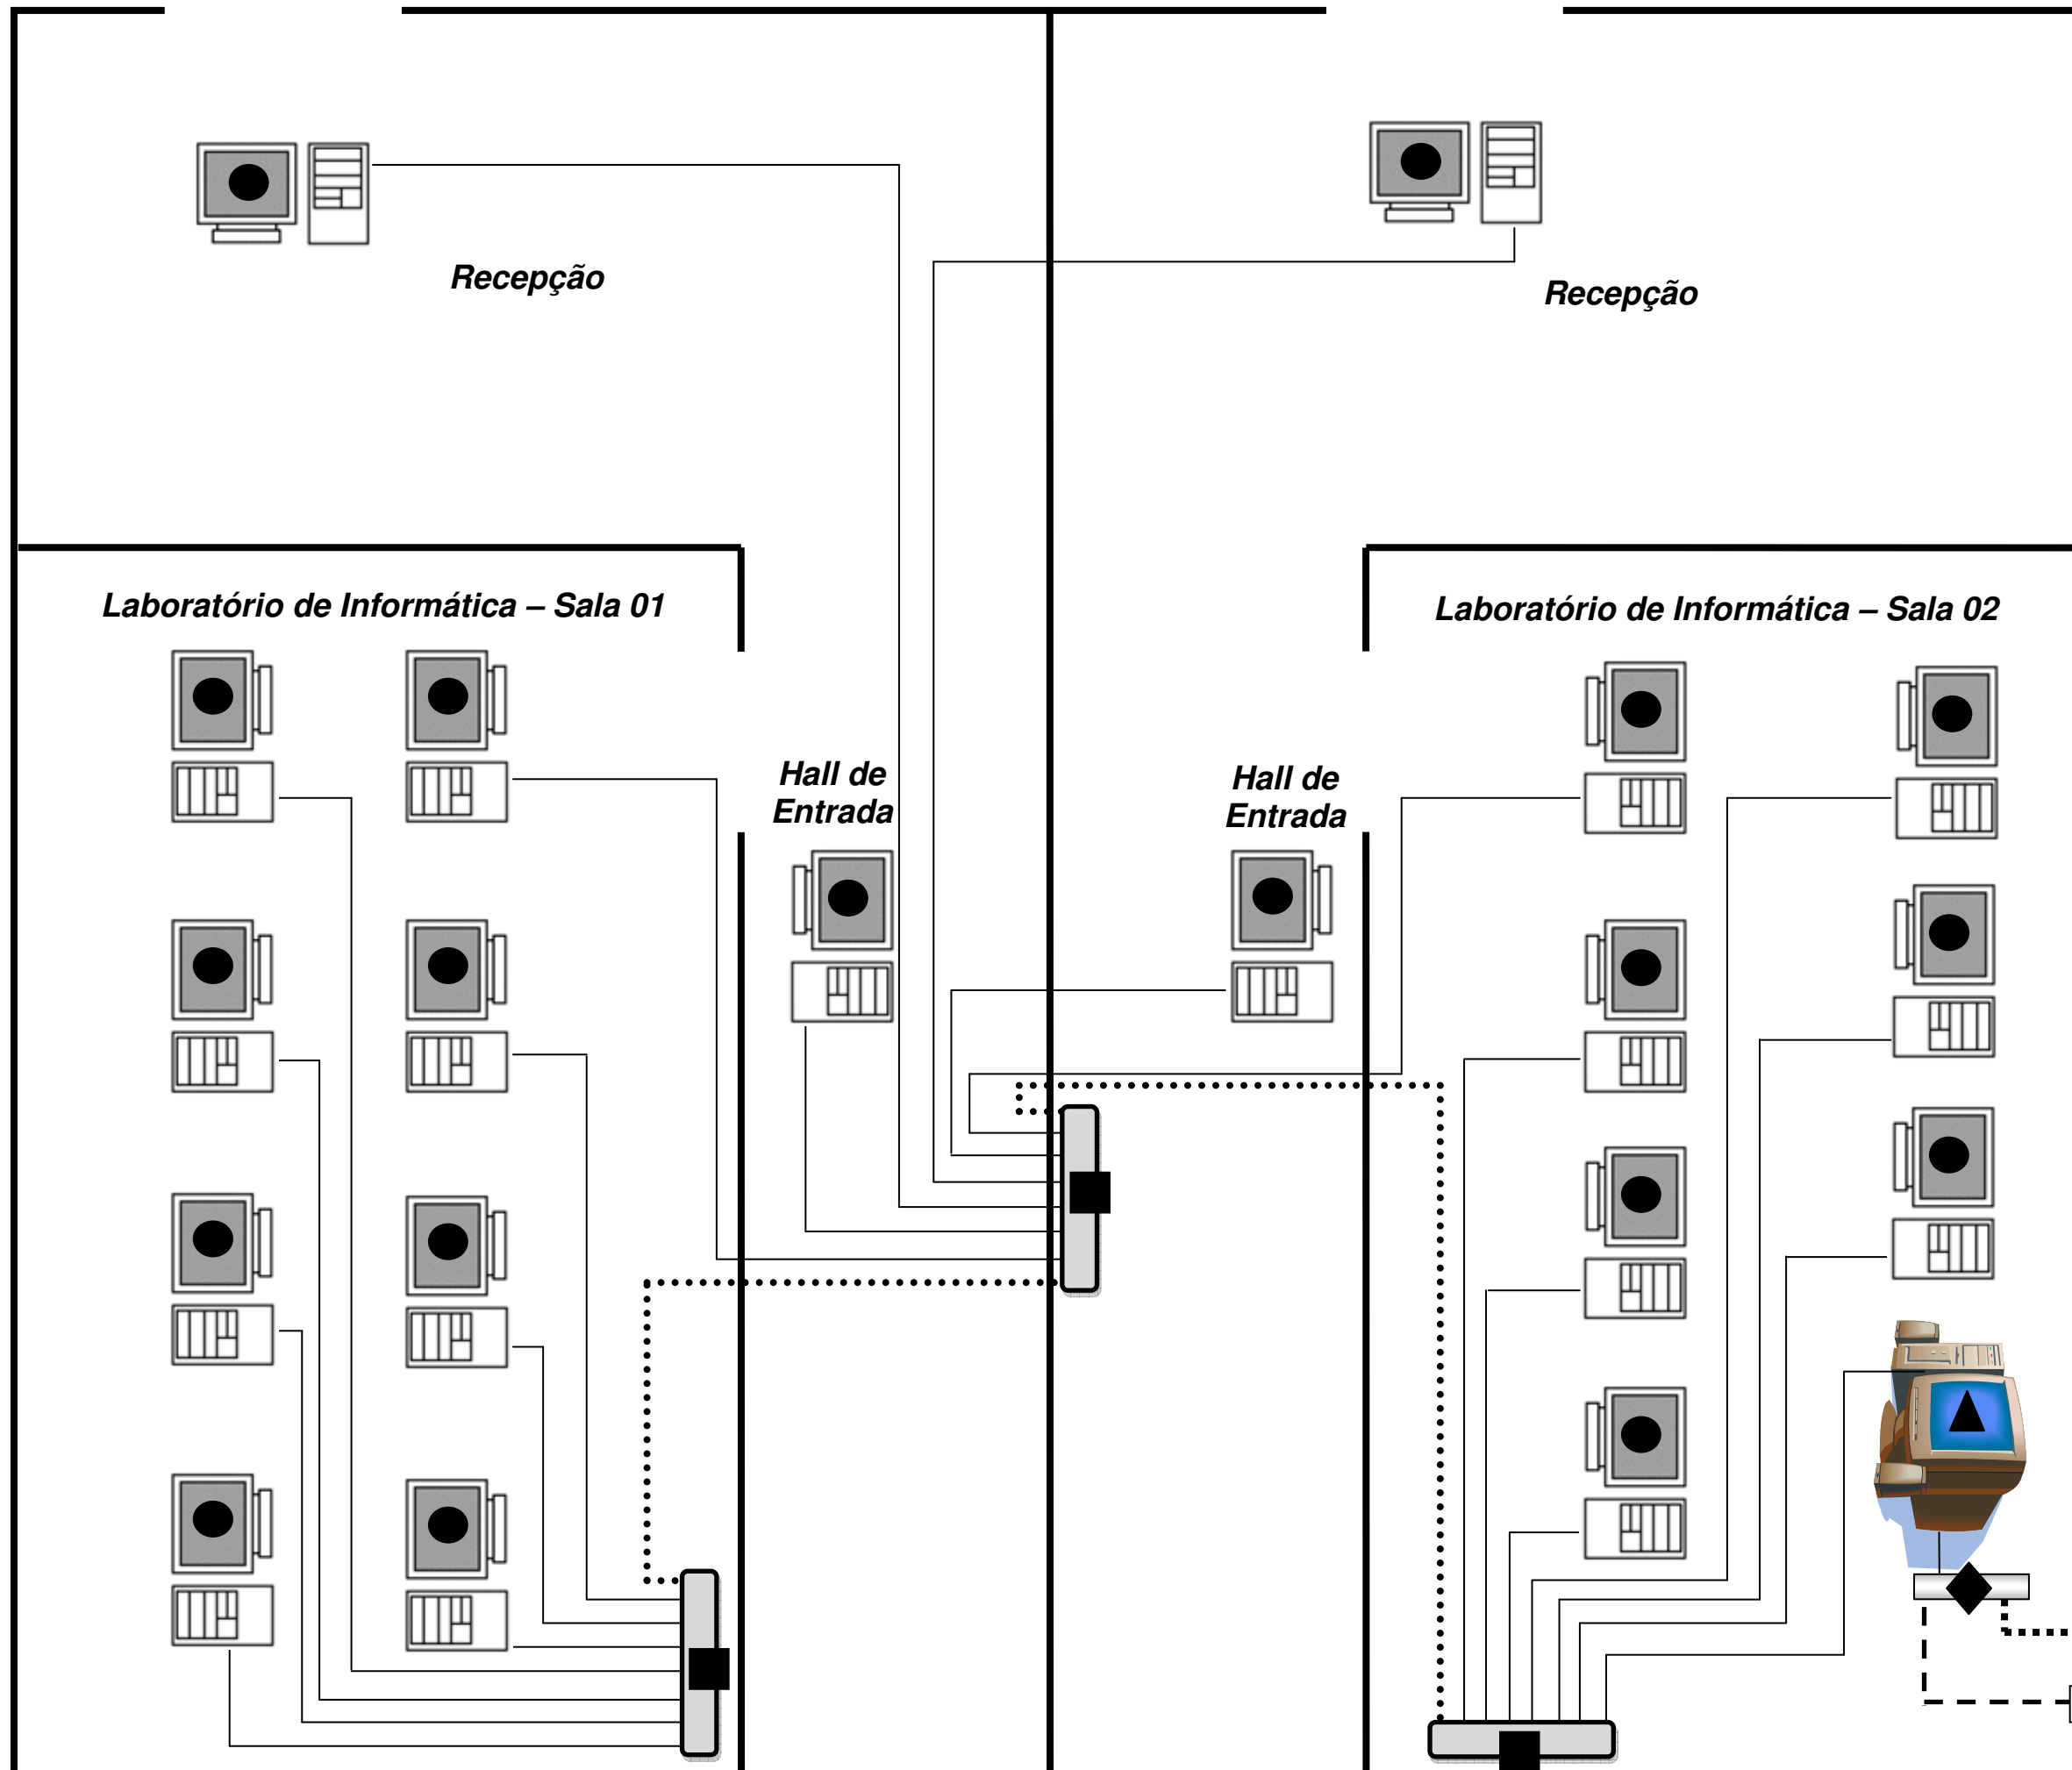 Recepção
Recepção
Laboratório de Informática – Sala 01
Laboratório de Informática – Sala 02
Hall de
Entrada
Hall de
Entrada